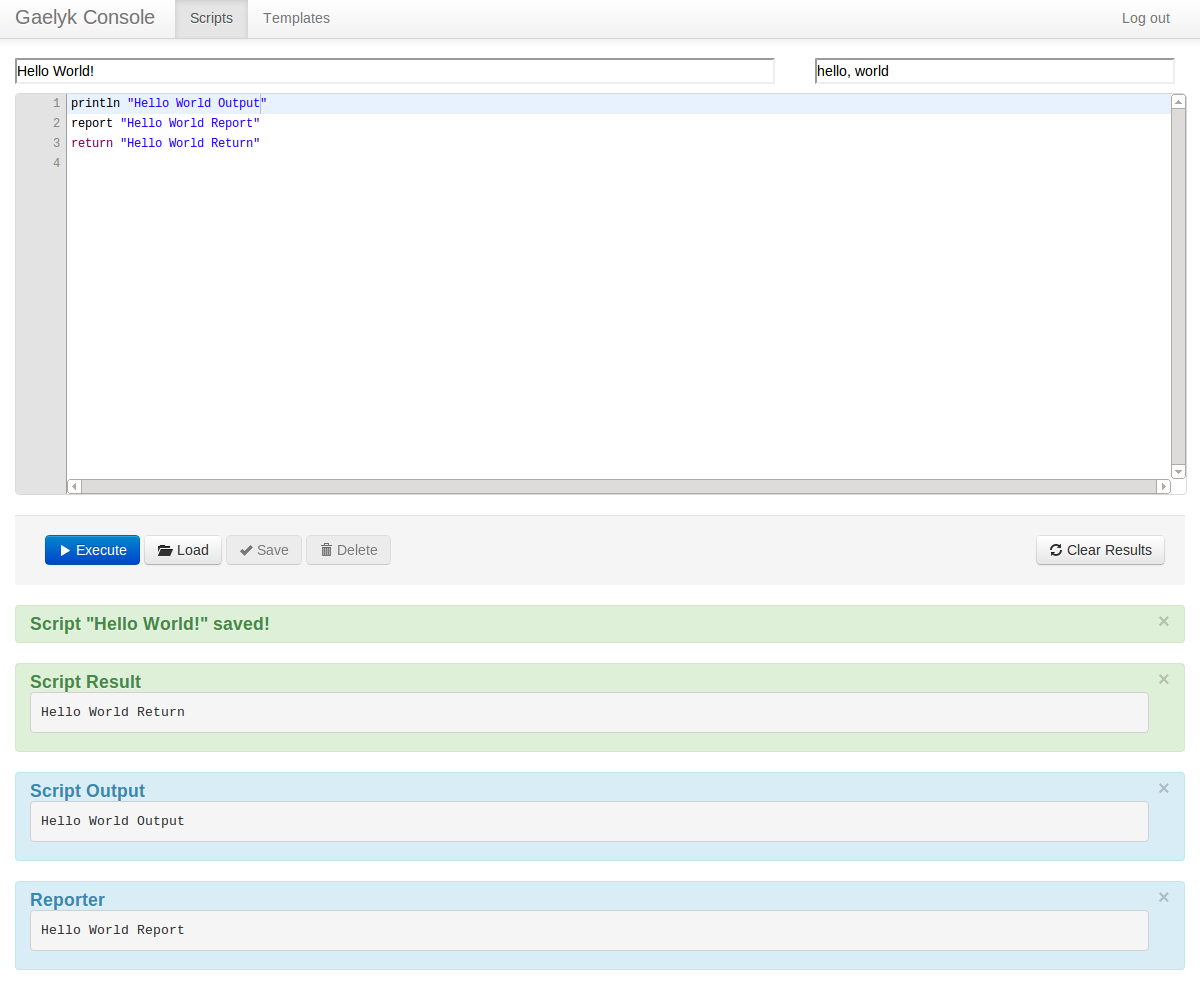 Gaelyk Console Scripts Templates Log out
Hello World! hello, world
1 println "Hello World Output"
2 report "Hello World Report"
3 return "Hello World Return"
4
Execute Load Save Delete Clear Results
Script "Hello World!" saved! ×
Script Result ×
Hello World Return
Script Output ×
Hello World Output
Reporter ×
Hello World Report